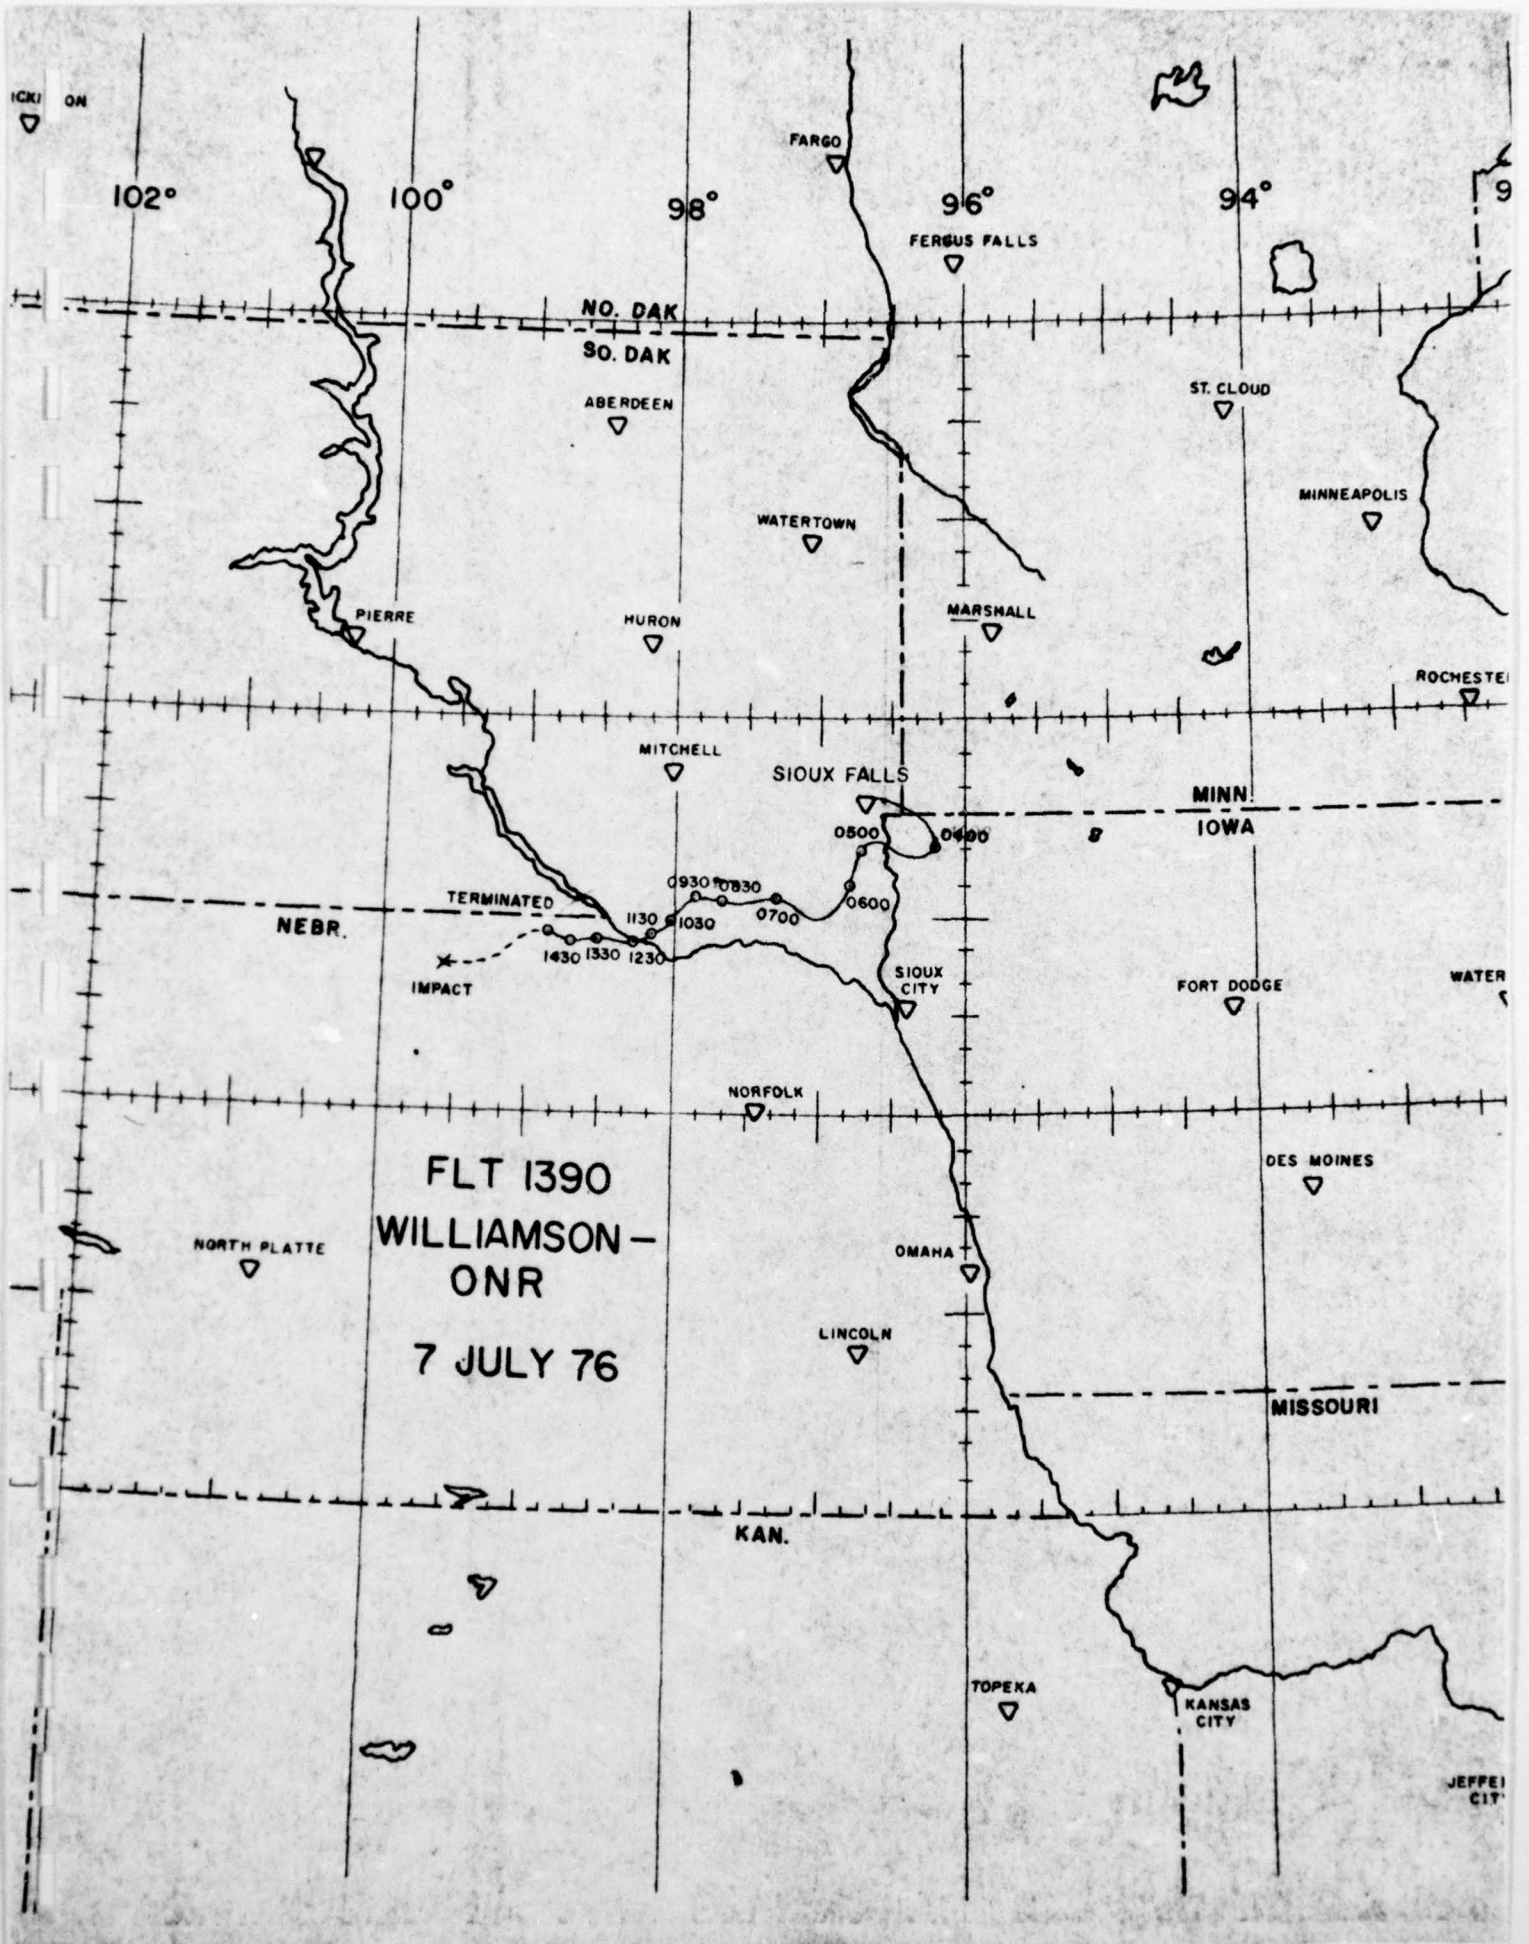 FARGO
102°
100°
98°
96°
94°
FERGUS FALLS
NO. DAK
SO. DAK
ABERDEEN
ST. CLOUD
MINNEAPOLIS
WATERTOWN
PIERRE
HURON
MARSHALL
ROCHESTE
MITCHELL
SIOUX FALLS
MINN.
IOWA
0500
0400
0930
0830
TERMINATED
0600
0700
NEBR.
1130
1030
1430
1330
1230
IMPACT
SIOUX
CITY
FORT DODGE
WATER
NORFOLK
FLT 1390
WILLIAMSON-
ONR
7 JULY 76
DES MOINES
NORTH PLATTE
OMAHA
LINCOLN
MISSOURI
KAN.
TOPEKA
KANSAS
CITY
JEFFE
CIT